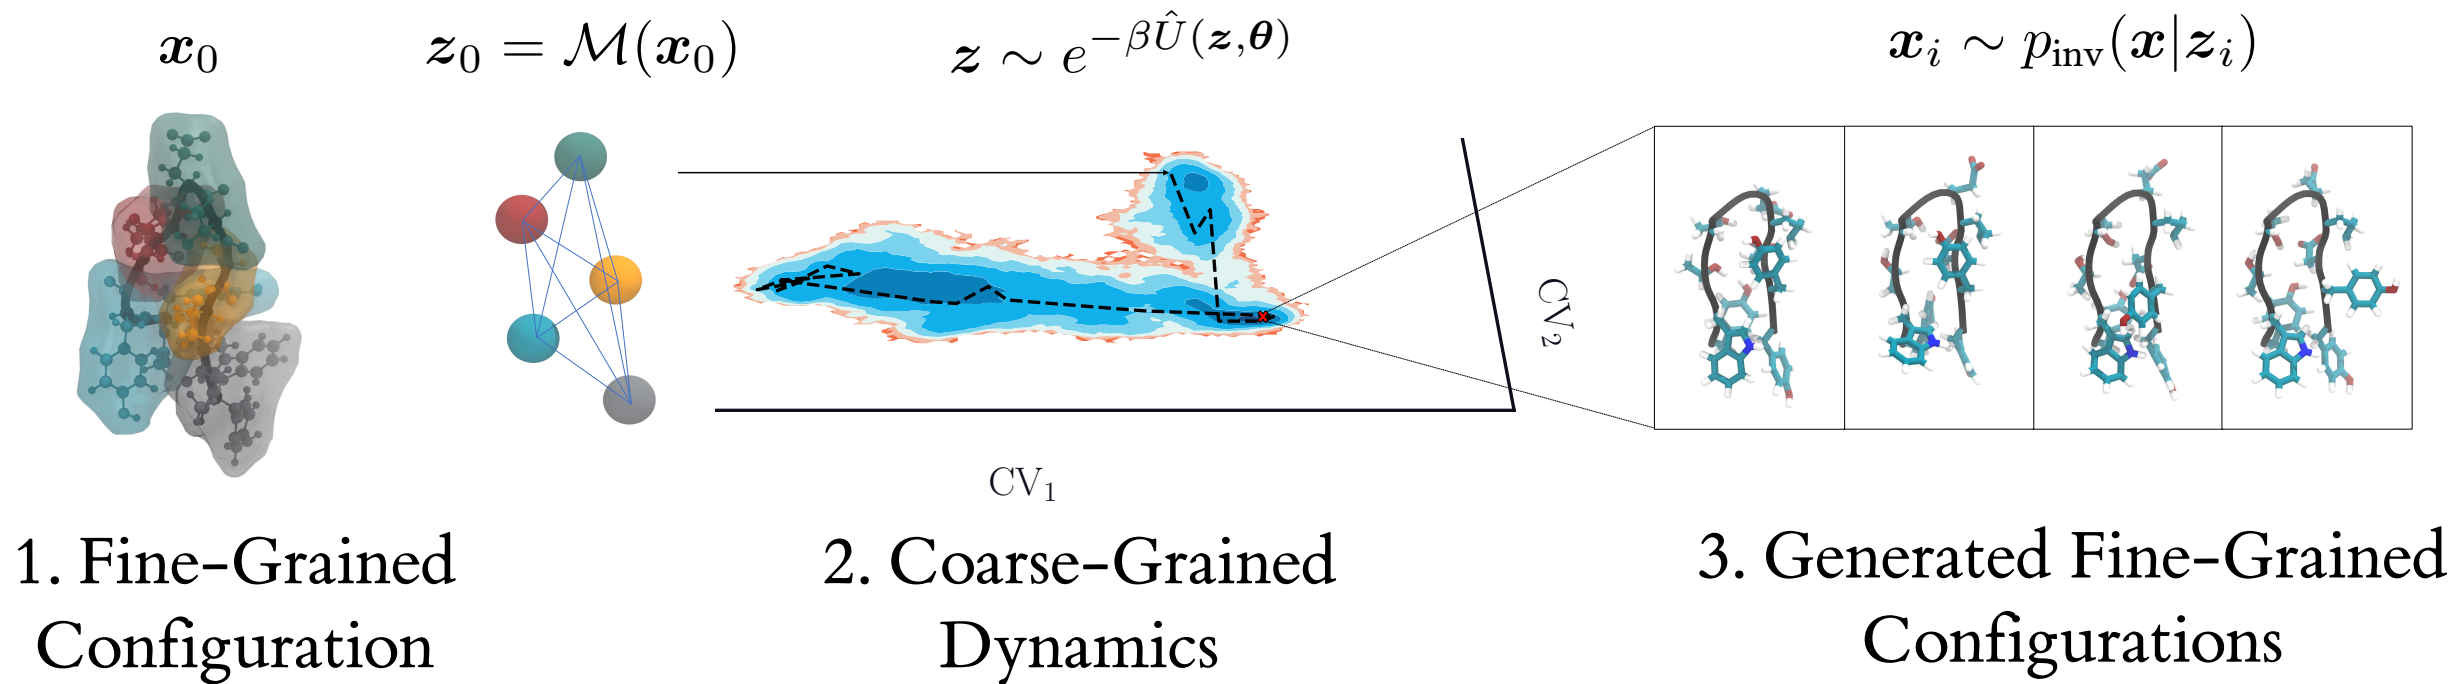 𝒙₀
𝒛₀ = ℳ(𝒙₀)
𝒛 ∼ e^{−βÛ(𝒛,𝜽)}
𝒙ᵢ ∼ p_inv(𝒙|𝒛ᵢ)
CV₂
CV₁
1. Fine-Grained
Configuration
2. Coarse-Grained
Dynamics
3. Generated Fine-Grained
Configurations